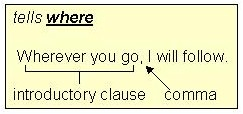 tells where
Wherever you go, I will follow.
introductory clause comma